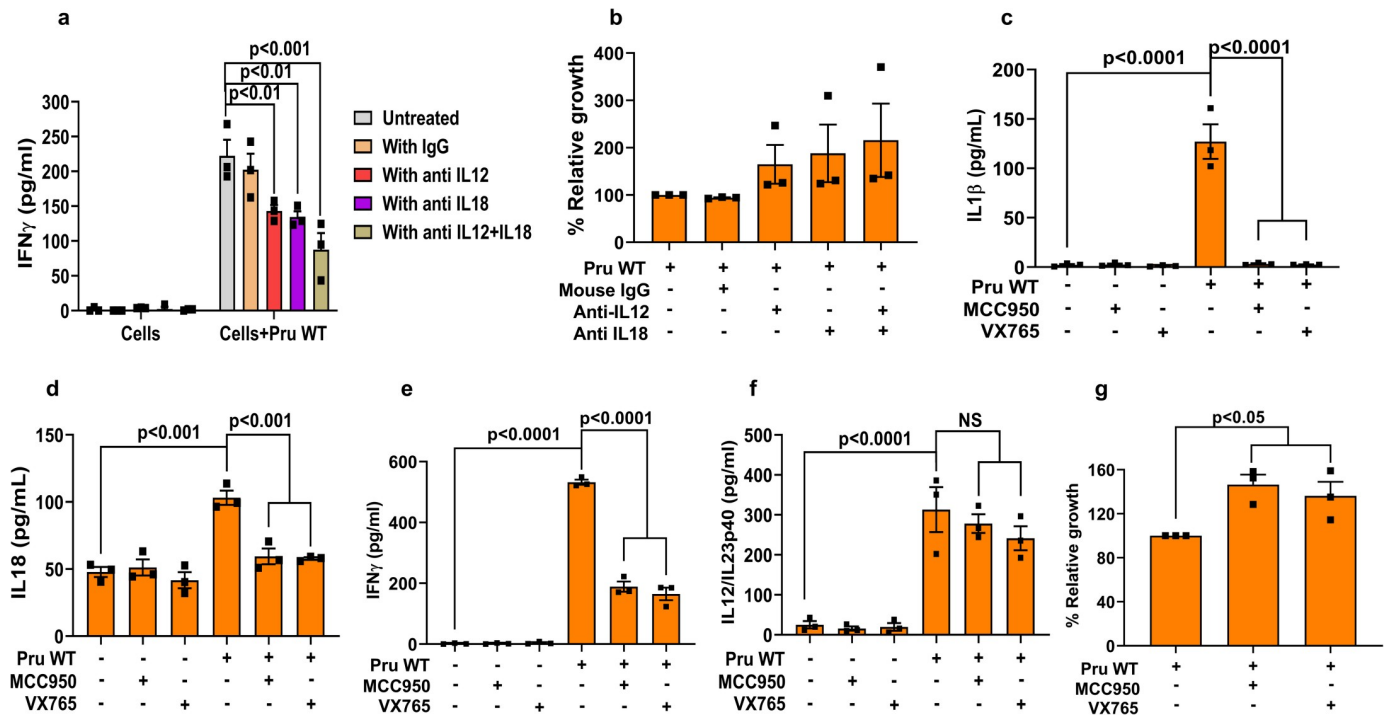 a
p<0.001
p<0.01
p<0.01
IFNγ (pg/ml)
300
250
200
150
100
50
0
Cells
Cells+Pru WT
Untreated
With IgG
With anti IL12
With anti IL18
With anti IL12+IL18
b
% Relative growth
400
300
200
100
0
Pru WT + + + + +
Mouse IgG - + - - -
Anti-IL12 - - + - +
Anti IL18 - - - + +
c
p<0.0001
p<0.0001
IL1β (pg/mL)
200
150
100
50
0
Pru WT - - - + + +
MCC950 - + - - + -
VX765 - - + - - +
d
p<0.001
p<0.001
IL18 (pg/mL)
150
100
50
0
Pru WT - - - + + +
MCC950 - + - - + -
VX765 - - + - - +
e
p<0.0001
p<0.0001
IFNγ (pg/ml)
600
400
200
0
Pru WT - - - + + +
MCC950 - + - - + -
VX765 - - + - - +
f
p<0.0001
NS
IL12/IL23p40 (pg/ml)
500
400
300
200
100
0
Pru WT - - - + + +
MCC950 - + - - + -
VX765 - - + - - +
g
p<0.05
% Relative growth
160
120
80
40
0
Pru WT + + +
MCC950 - + -
VX765 - - +